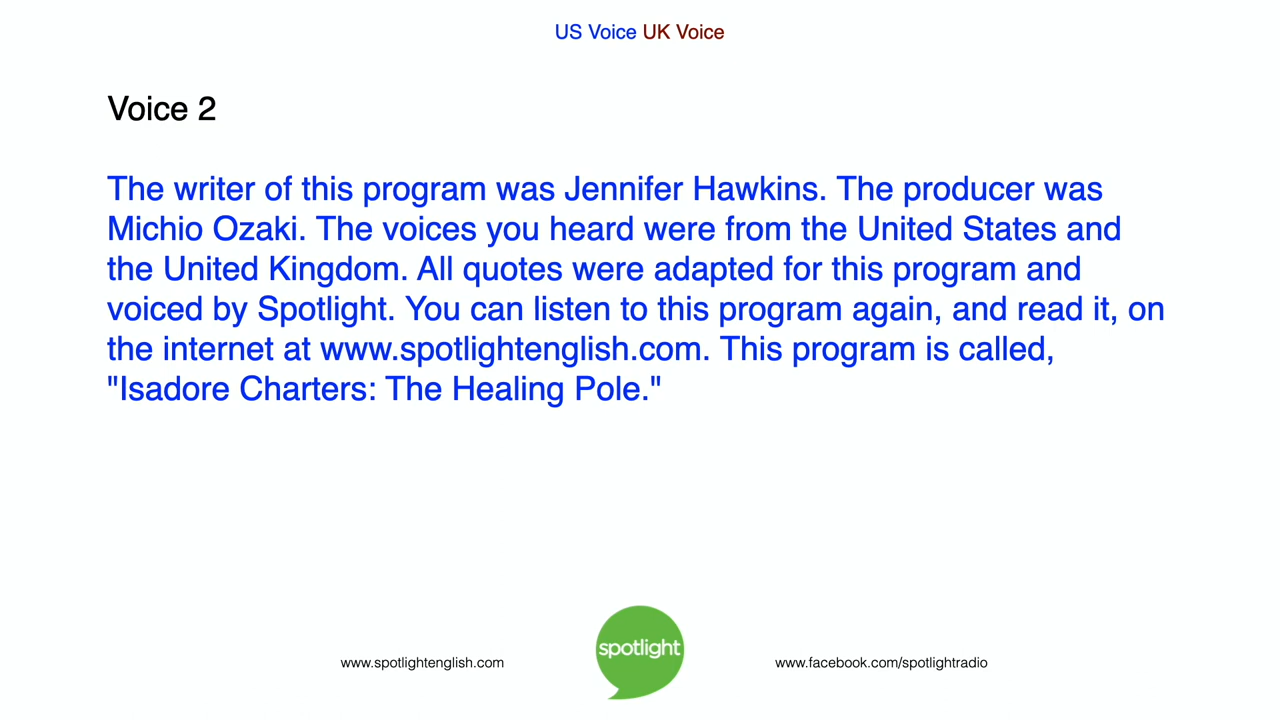 US Voice UK Voice
Voice 2
The writer of this program was Jennifer Hawkins. The producer was
Michio Ozaki. The voices you heard were from the United States and
the United Kingdom. All quotes were adapted for this program and
voiced by Spotlight. You can listen to this program again, and read it, on
the internet at www.spotlightenglish.com. This program is called,
"Isadore Charters: The Healing Pole."
spotlight
www.spotlightenglish.com
www.facebook.com/spotlightradio